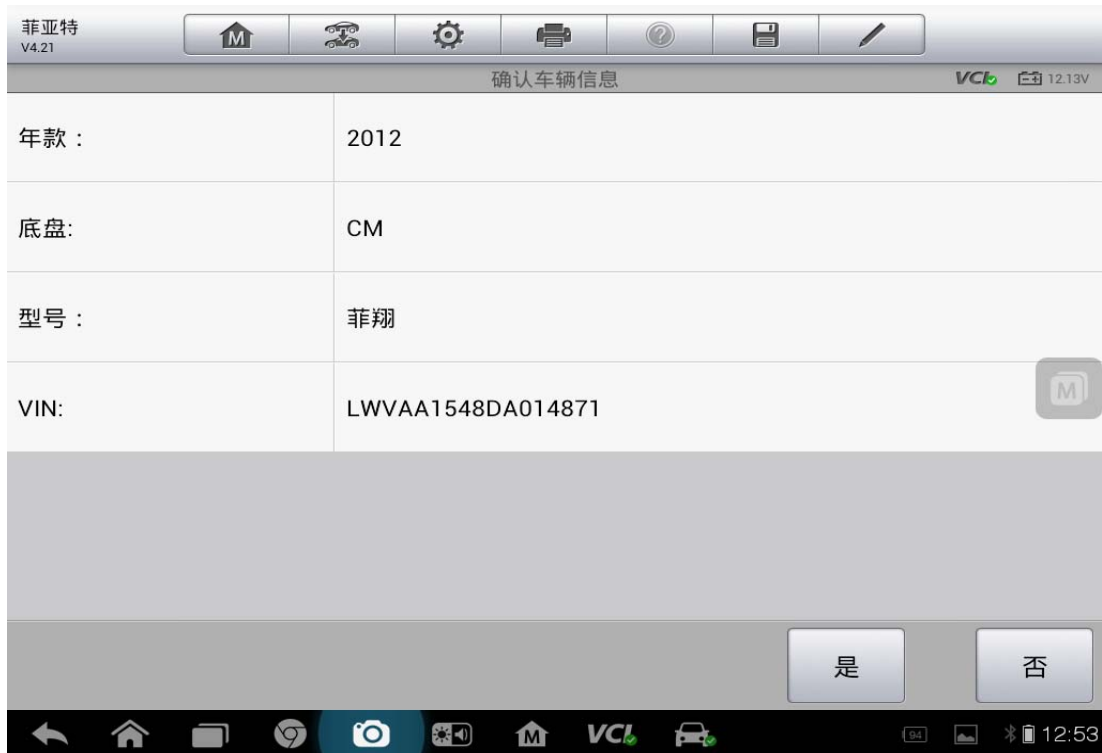 菲亚特
V4.21
确认车辆信息
VCI 12.13V
年款：
2012
底盘:
CM
型号：
菲翔
VIN:
LWVAA1548DA014871
M
是
否
M VCI 94 12:53